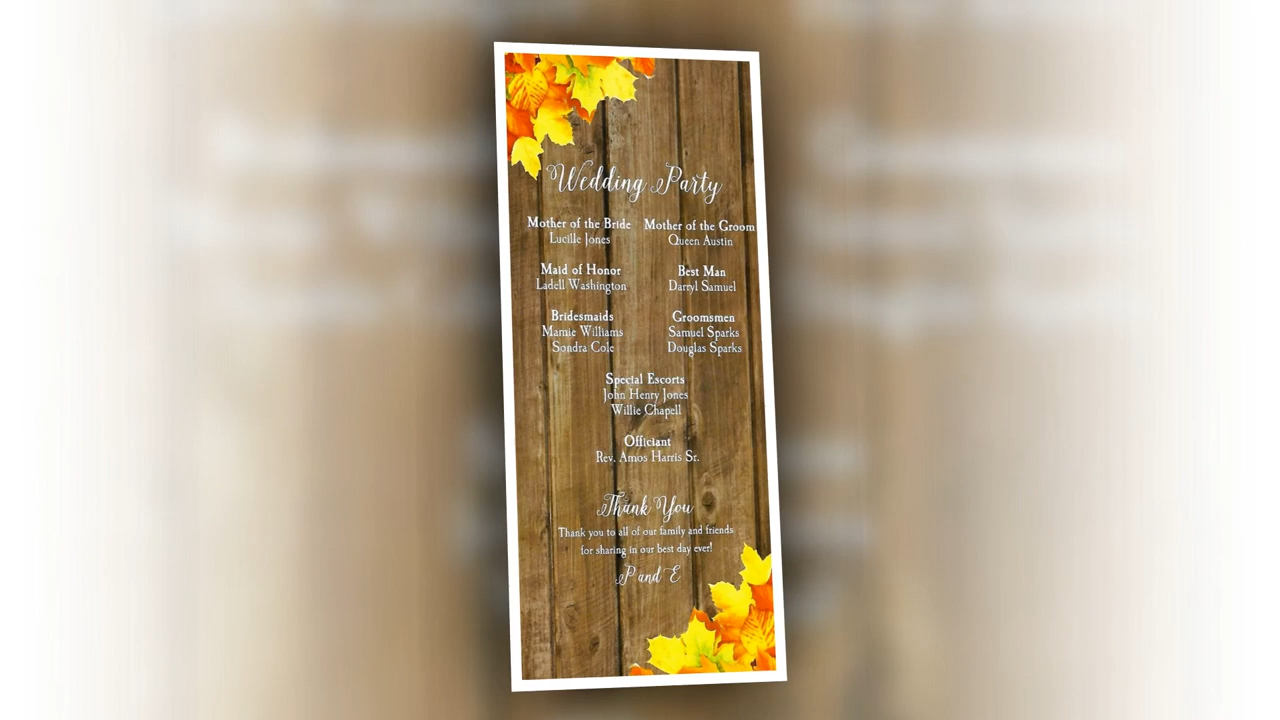 Wedding Party
Mother of the Bride
Lucille Jones
Mother of the Groom
Queen Austin
Maid of Honor
Ladell Washington
Best Man
Darryl Samuel
Bridesmaids
Mamie Williams
Sondra Cole
Groomsmen
Samuel Sparks
Douglas Sparks
Special Escorts
John Henry Jones
Willie Chapell
Officiant
Rev. Amos Harris Sr.
Thank You
Thank you to all of our family and friends
for sharing in our best day ever!
P and E